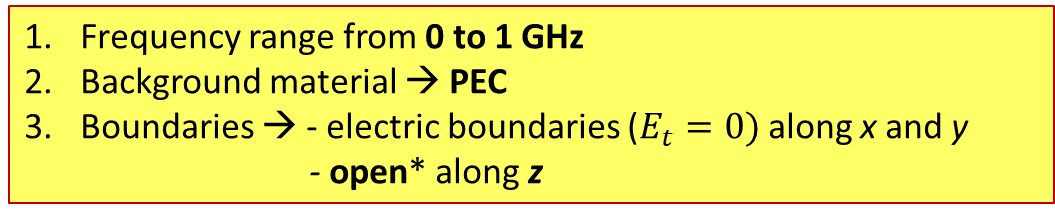 1. Frequency range from 0 to 1 GHz
2. Background material → PEC
3. Boundaries → - electric boundaries (E_t = 0) along x and y
- open* along z